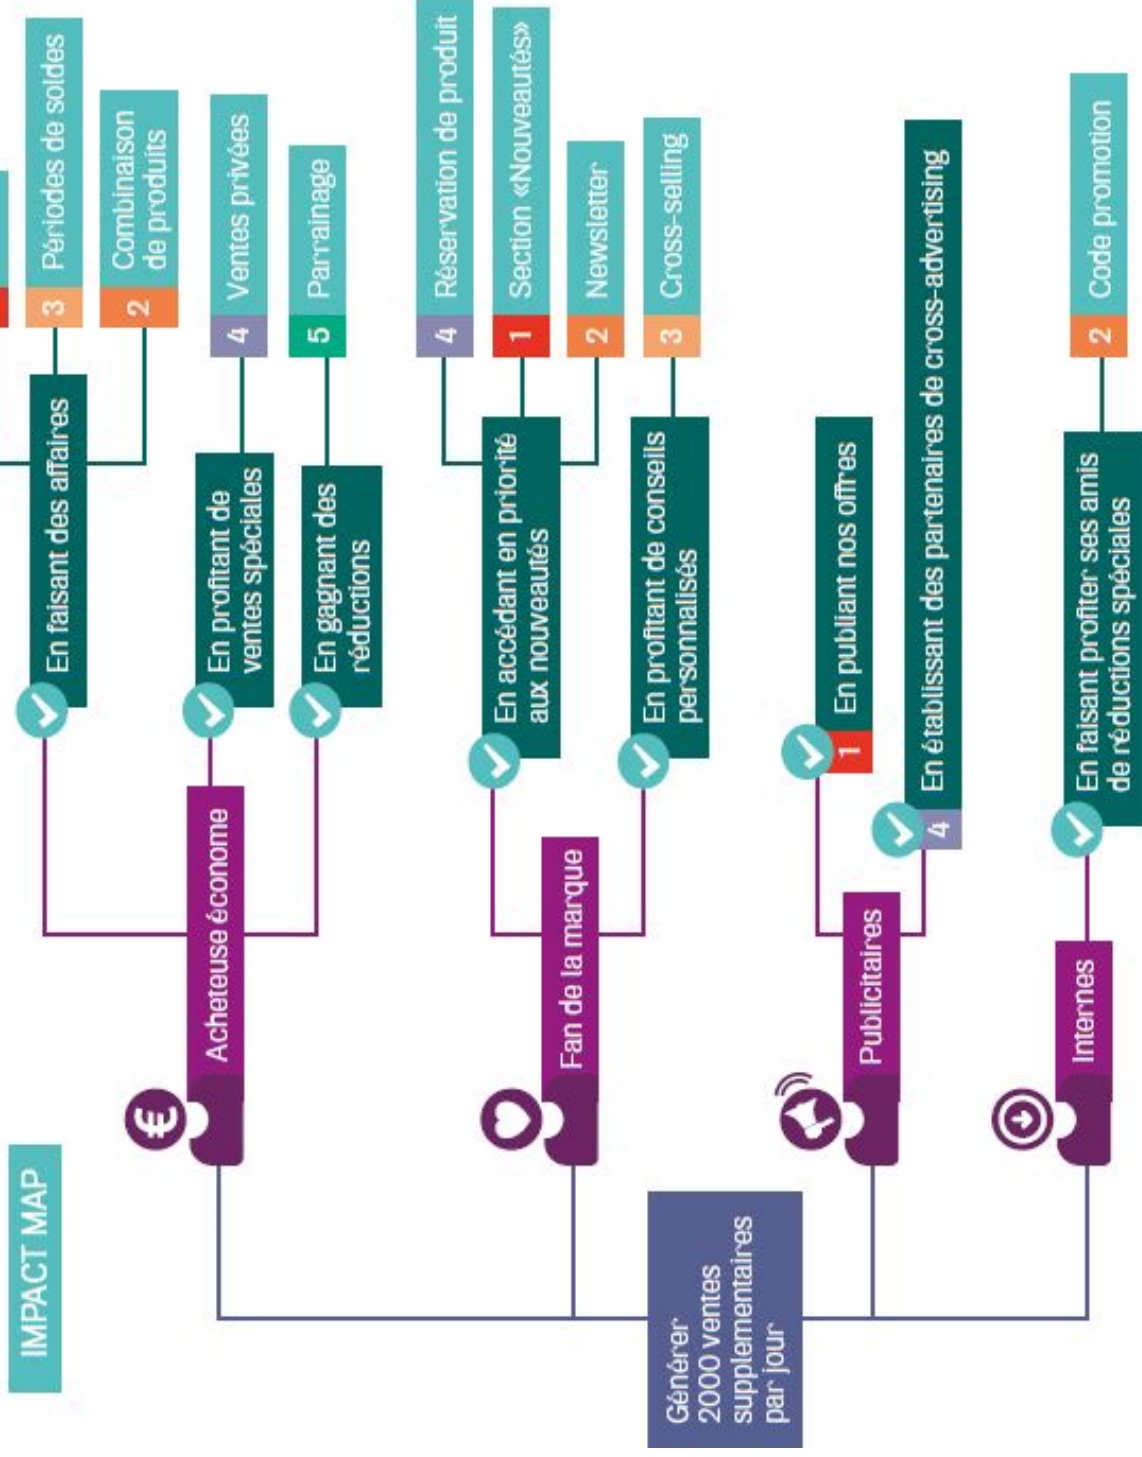 IMPACT MAP
Générer
2000 ventes
supplementaires
par jour
Acheteuse économe
En faisant des affaires
3 Périodes de soldes
2 Combinaison
de produits
En profitant de
ventes spéciales
4 Ventes privées
En gagnant des
réductions
5 Parrainage
Fan de la marque
En accédant en priorité
aux nouveautés
4 Réservation de produit
1 Section «Nouveautés»
2 Newsletter
En profitant de conseils
personnalisés
3 Cross-selling
Publicitaires
1 En publiant nos offres
4 En établissant des partenaires de cross-advertising
Internes
En faisant profiter ses amis
de réductions spéciales
2 Code promotion